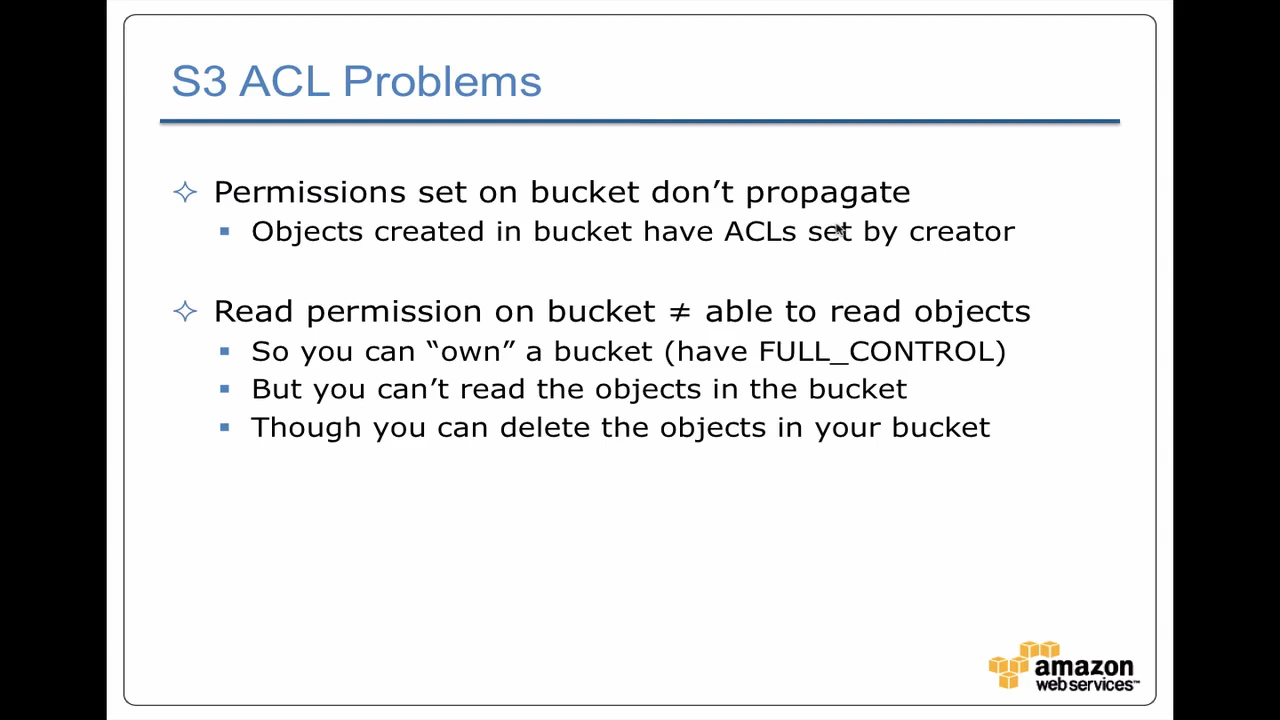 S3 ACL Problems
Permissions set on bucket don’t propagate
Objects created in bucket have ACLs set by creator
Read permission on bucket ≠ able to read objects
So you can “own” a bucket (have FULL_CONTROL)
But you can’t read the objects in the bucket
Though you can delete the objects in your bucket
amazon
webservices™